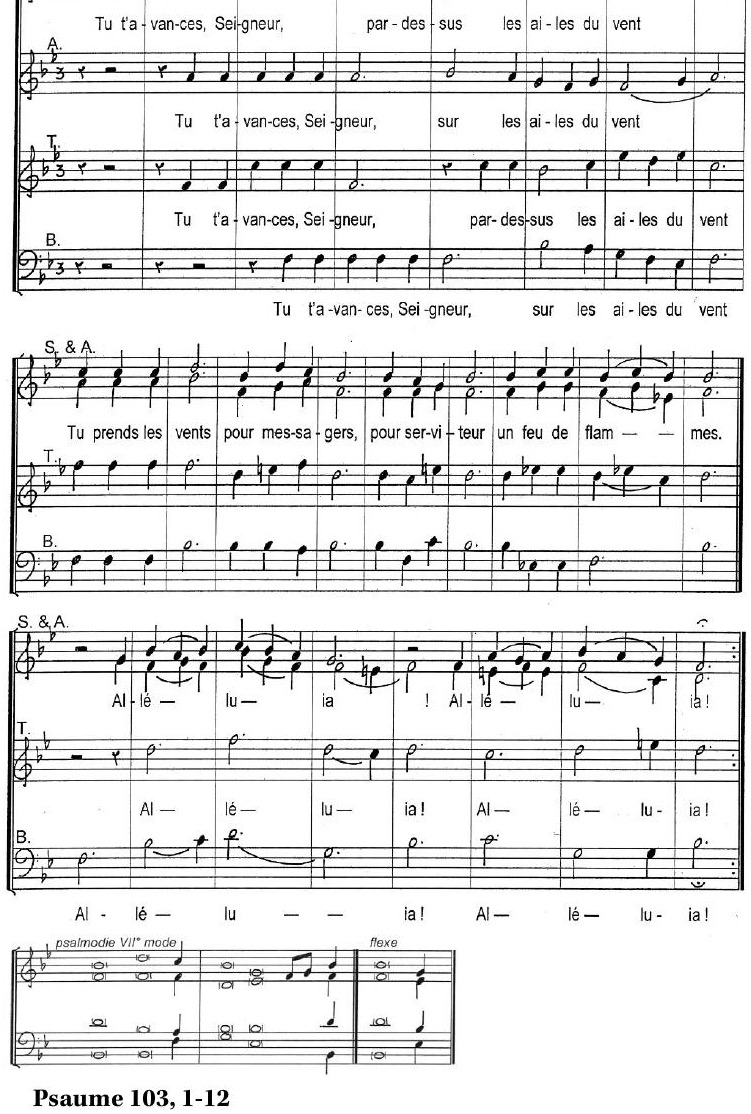 Tu t'a - van-ces, Sei-gneur, par - des - sus les ai - les du vent
A.
Tu t'a - van-ces, Sei -gneur, sur les ai - les du vent
T.
Tu t'a - van-ces, Sei -gneur, par- des-sus les ai - les du vent
B.
Tu t'a -van- ces, Sei -gneur, sur les ai - les du vent
S. & A.
Tu prends les vents pour mes-sa - gers, pour ser-vi – teur un feu de flam — — mes.
T.
B.
S. & A.
Al - lé — lu — ia ! Al- lé — lu — ia !
T.
Al — lé — lu — ia ! Al — lé — lu - ia !
B.
Al - lé — lu — — ia ! Al — lé — lu - ia !
psalmodie VII° mode flexe
Psaume 103, 1-12